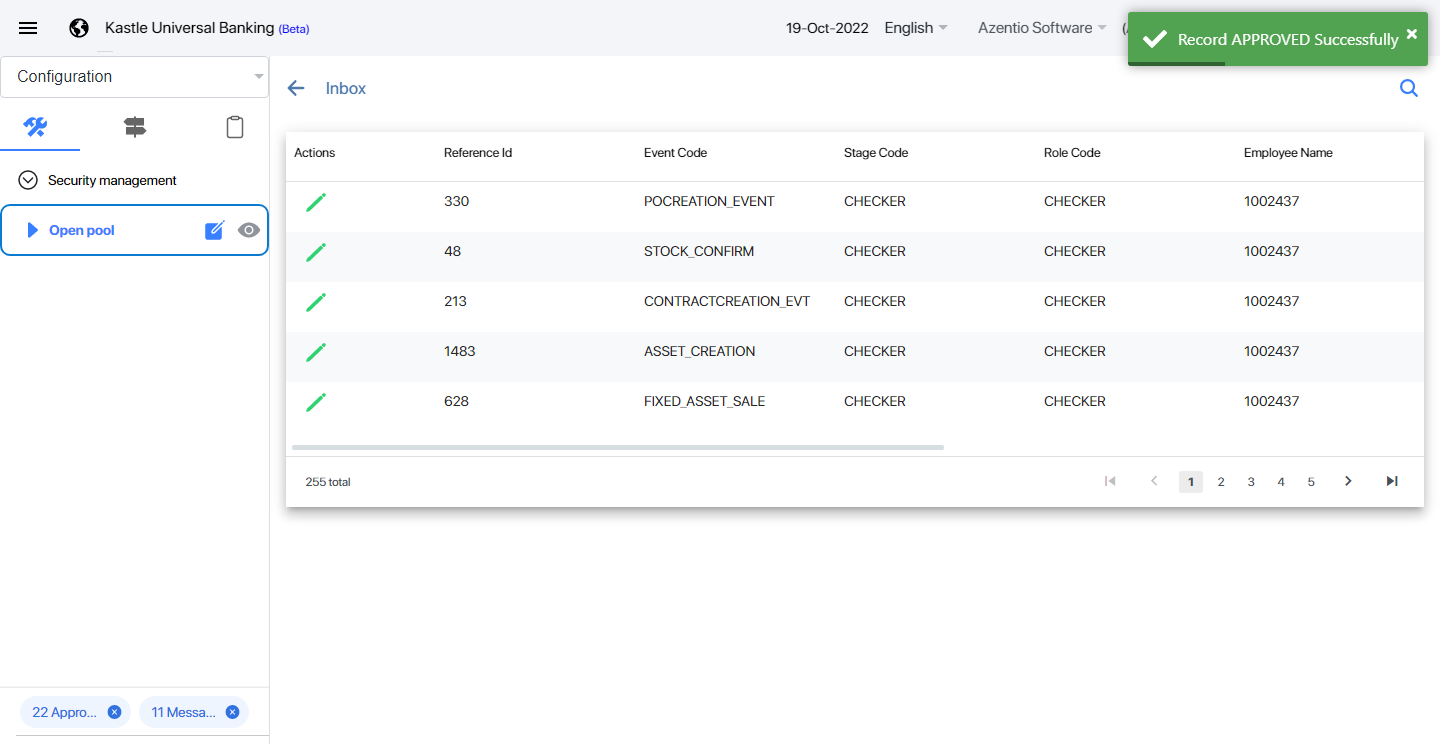 Kastle Universal Banking (Beta)
19-Oct-2022 English Azentio Software
Record APPROVED Successfully
Configuration
Inbox
Actions Reference Id Event Code Stage Code Role Code Employee Name
Security management
330 POCREATION_EVENT CHECKER CHECKER 1002437
Open pool
48 STOCK_CONFIRM CHECKER CHECKER 1002437
213 CONTRACTCREATION_EVT CHECKER CHECKER 1002437
1483 ASSET_CREATION CHECKER CHECKER 1002437
628 FIXED_ASSET_SALE CHECKER CHECKER 1002437
255 total 1 2 3 4 5
22 Appro... 11 Messa...